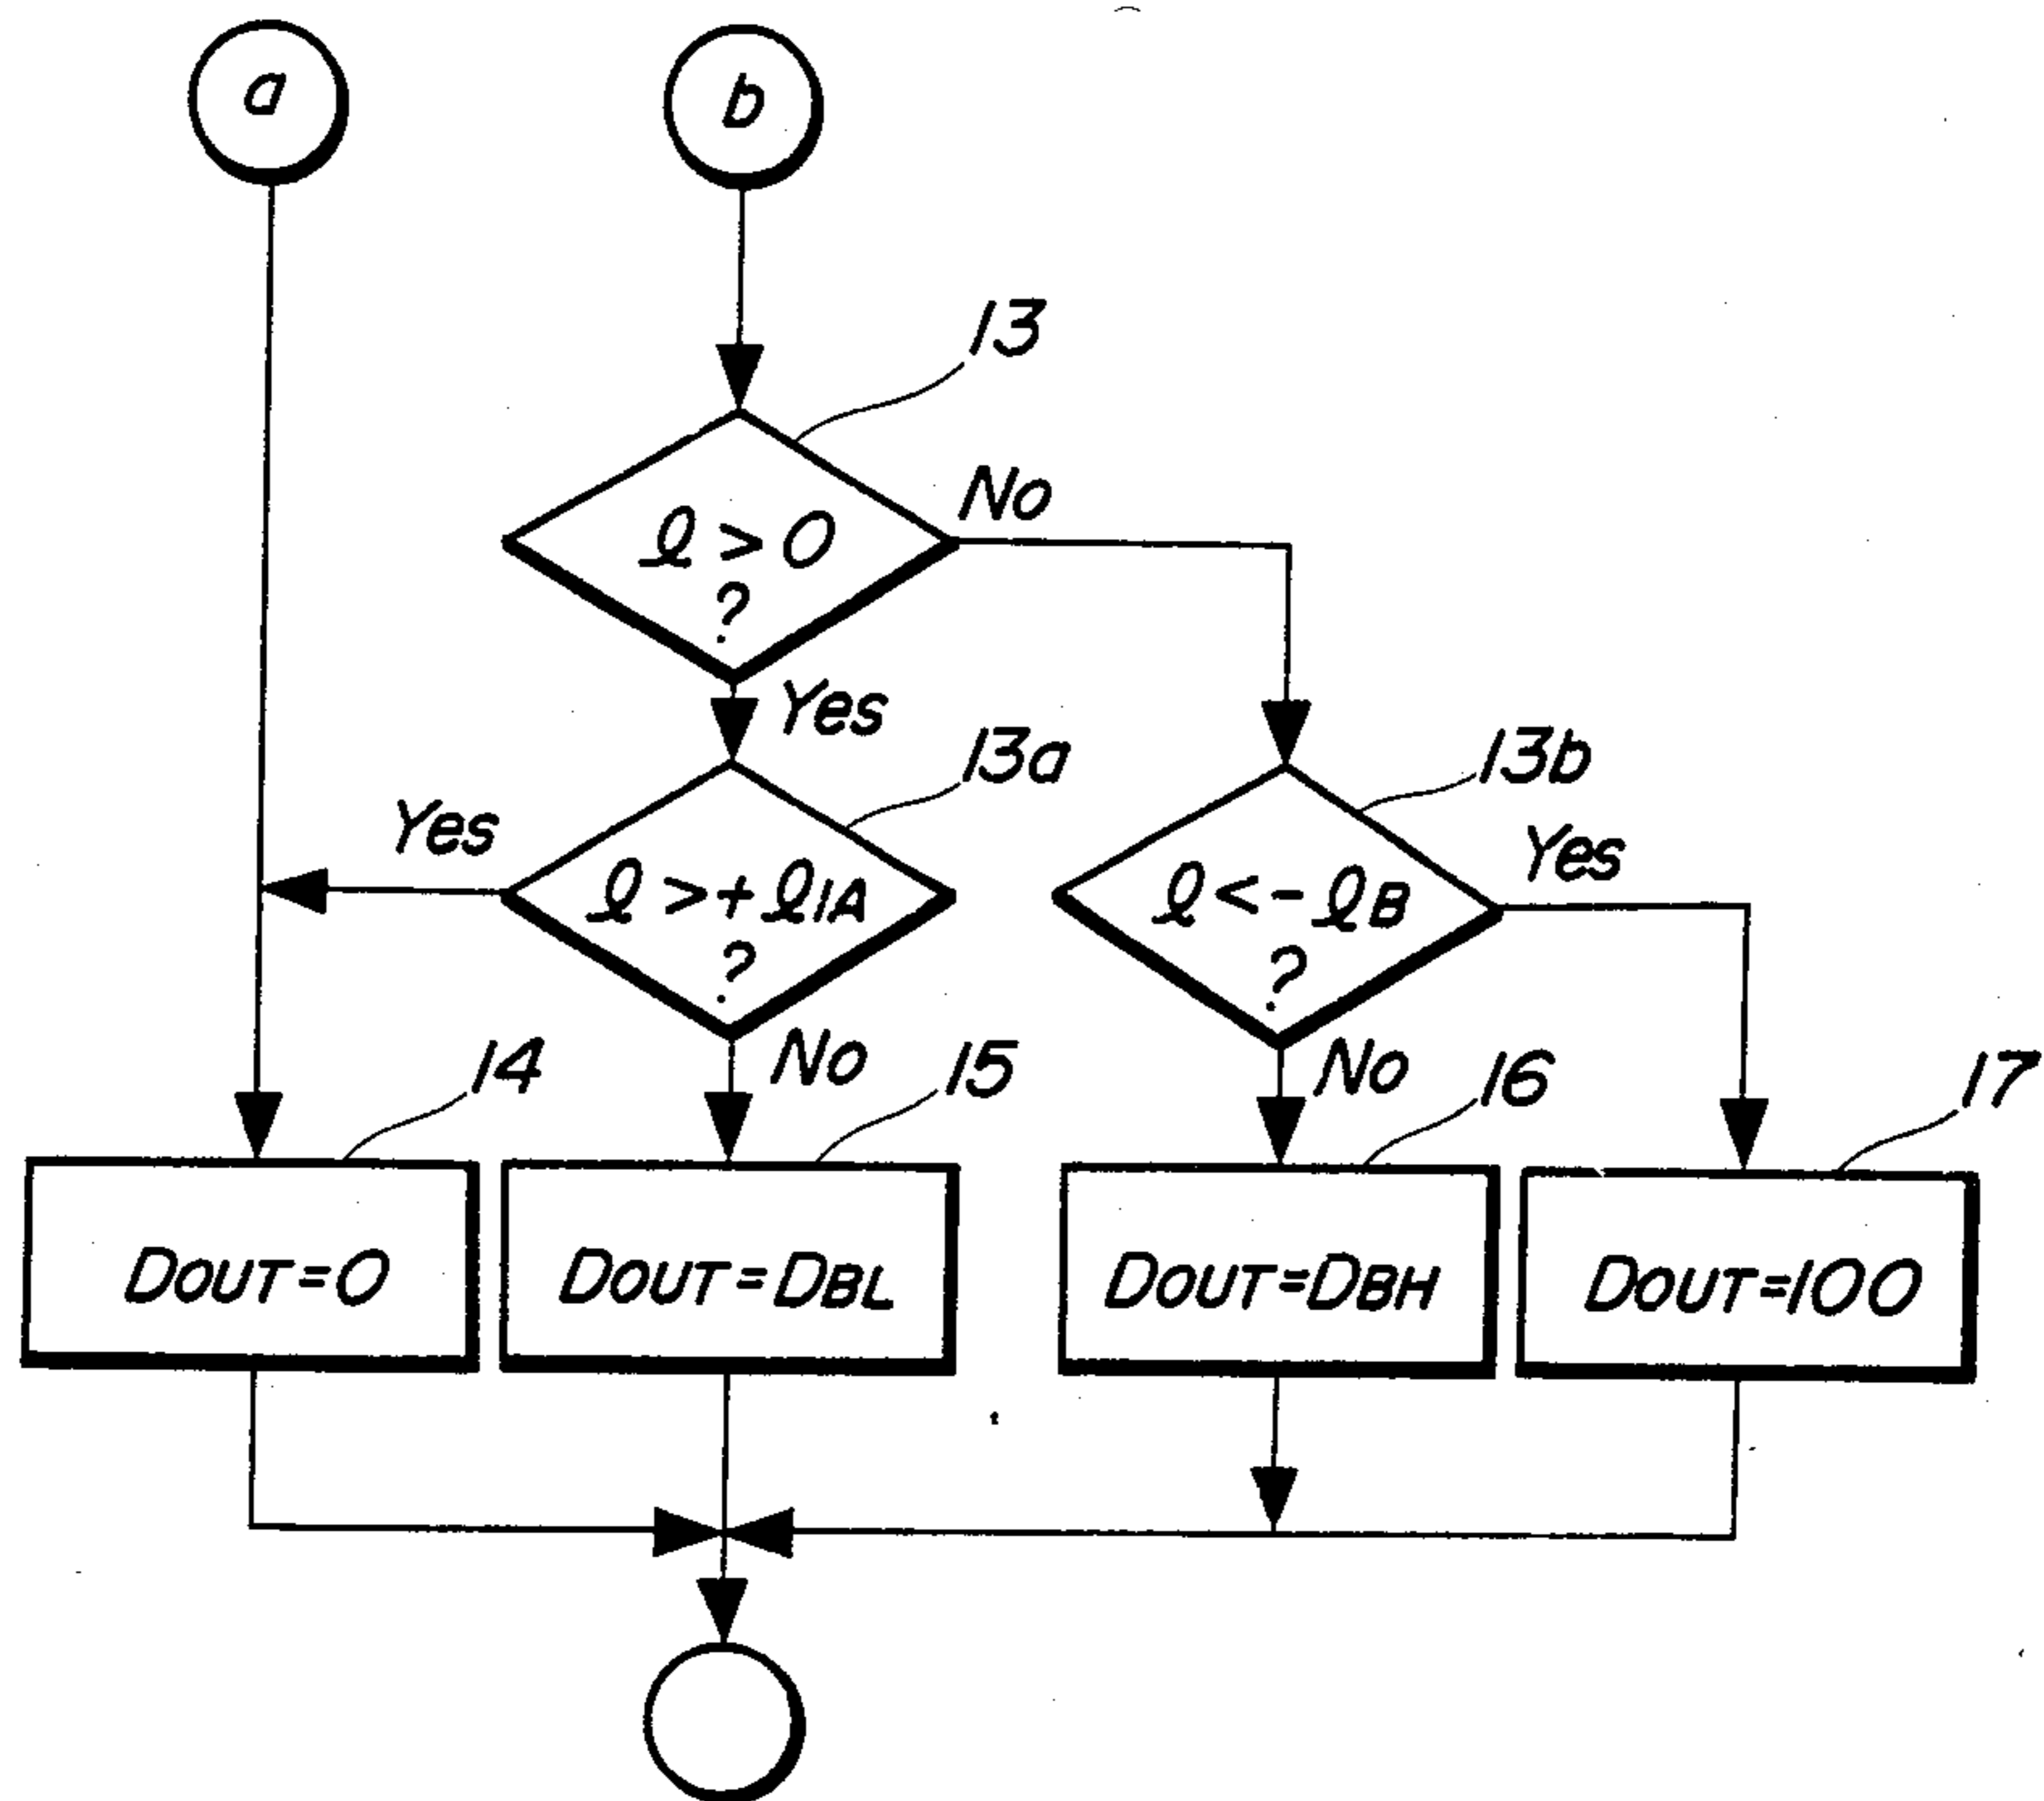 a
b
13
ℓ > 0
?
No
Yes
13a
13b
Yes
ℓ > + ℓ1A
?
ℓ < - ℓB
?
Yes
No
No
14
15
16
17
DOUT=0
DOUT=DBL
DOUT=DBH
DOUT=100